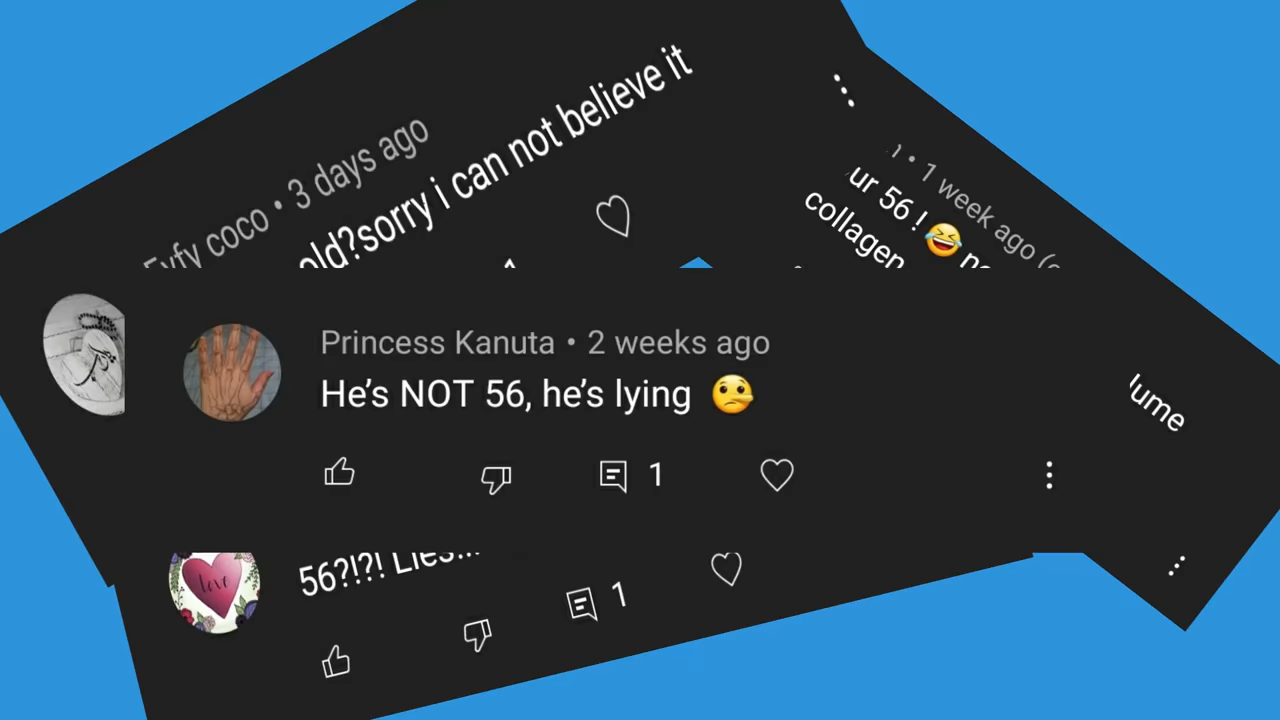 coco • 3 days ago
old?sorry i can not believe it
• 1 week ago
ur 56 ! 😂
collagen
Princess Kanuta • 2 weeks ago
He's NOT 56, he's lying 🤥
1
lume
56?!?! Lies...
1